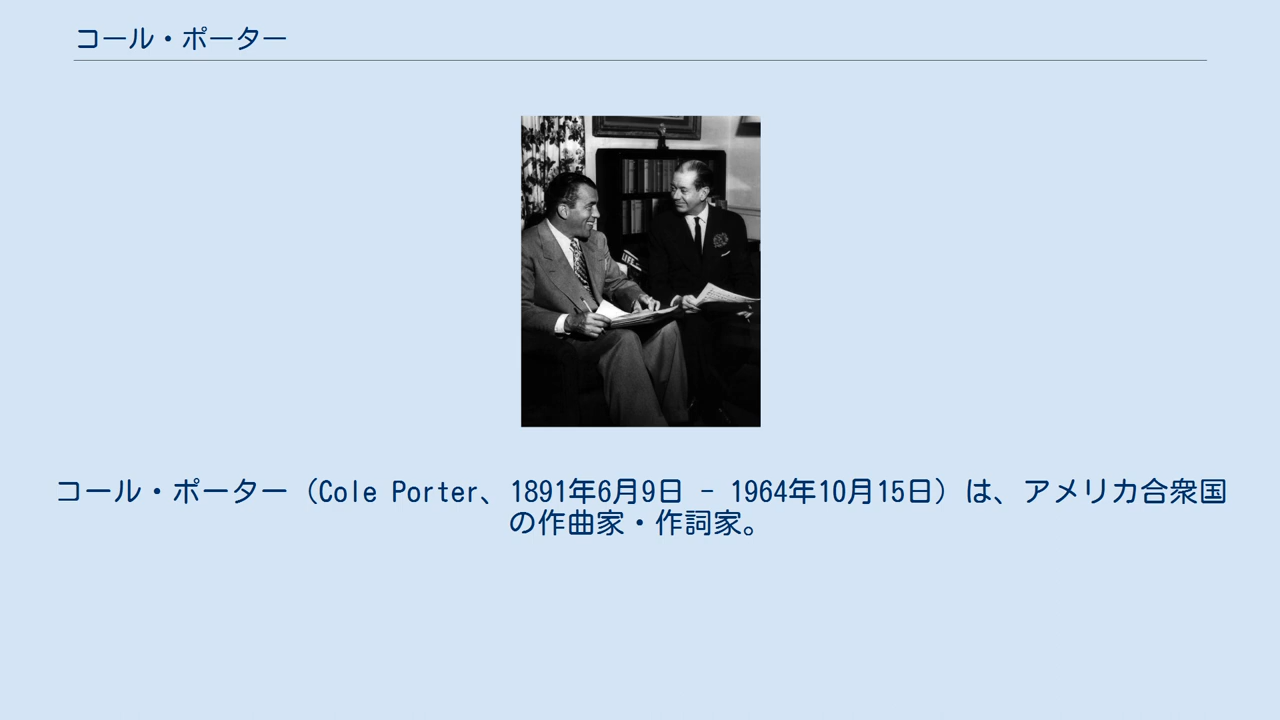 コール・ポーター
LIFE
コール・ポーター（Cole Porter、1891年6月9日 - 1964年10月15日）は、アメリカ合衆国
の作曲家・作詞家。